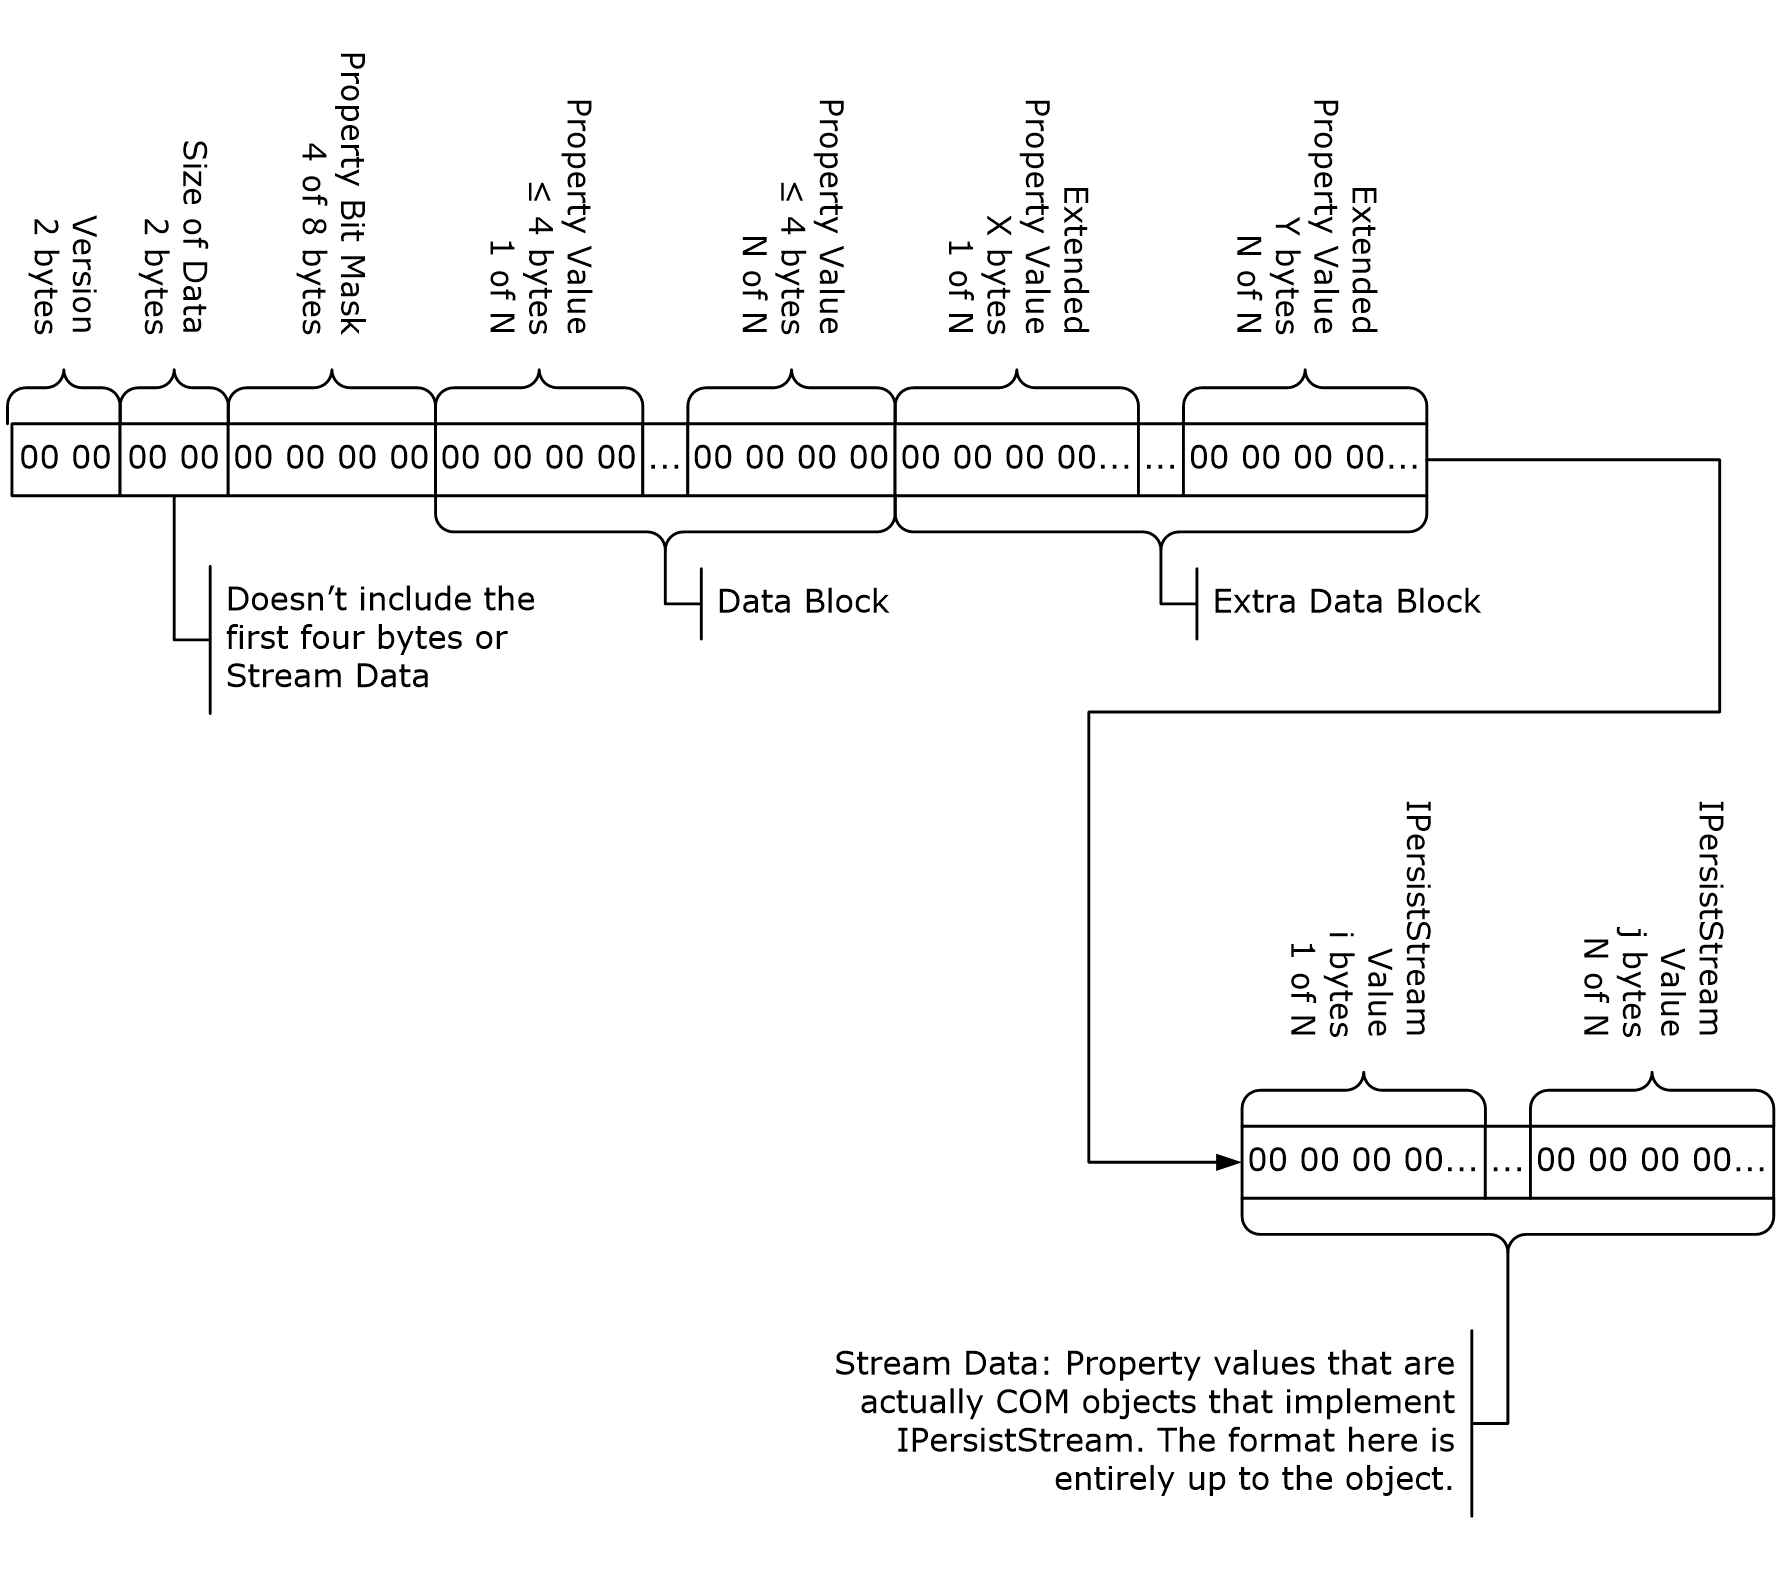 Version
2 bytes
Size of Data
2 bytes
Property Bit Mask
4 of 8 bytes
Property Value
≤ 4 bytes
1 of N
Property Value
≤ 4 bytes
N of N
Extended
Property Value
X bytes
1 of N
Extended
Property Value
Y bytes
N of N
00 00 00 00 00 00 00 00 00 00 00 00 ... 00 00 00 00 00 00 00 00... ... 00 00 00 00...
Doesn’t include the
first four bytes or
Stream Data
Data Block
Extra Data Block
IPersistStream
Value
i bytes
1 of N
IPersistStream
Value
j bytes
N of N
00 00 00 00... ... 00 00 00 00...
Stream Data: Property values that are
actually COM objects that implement
IPersistStream. The format here is
entirely up to the object.